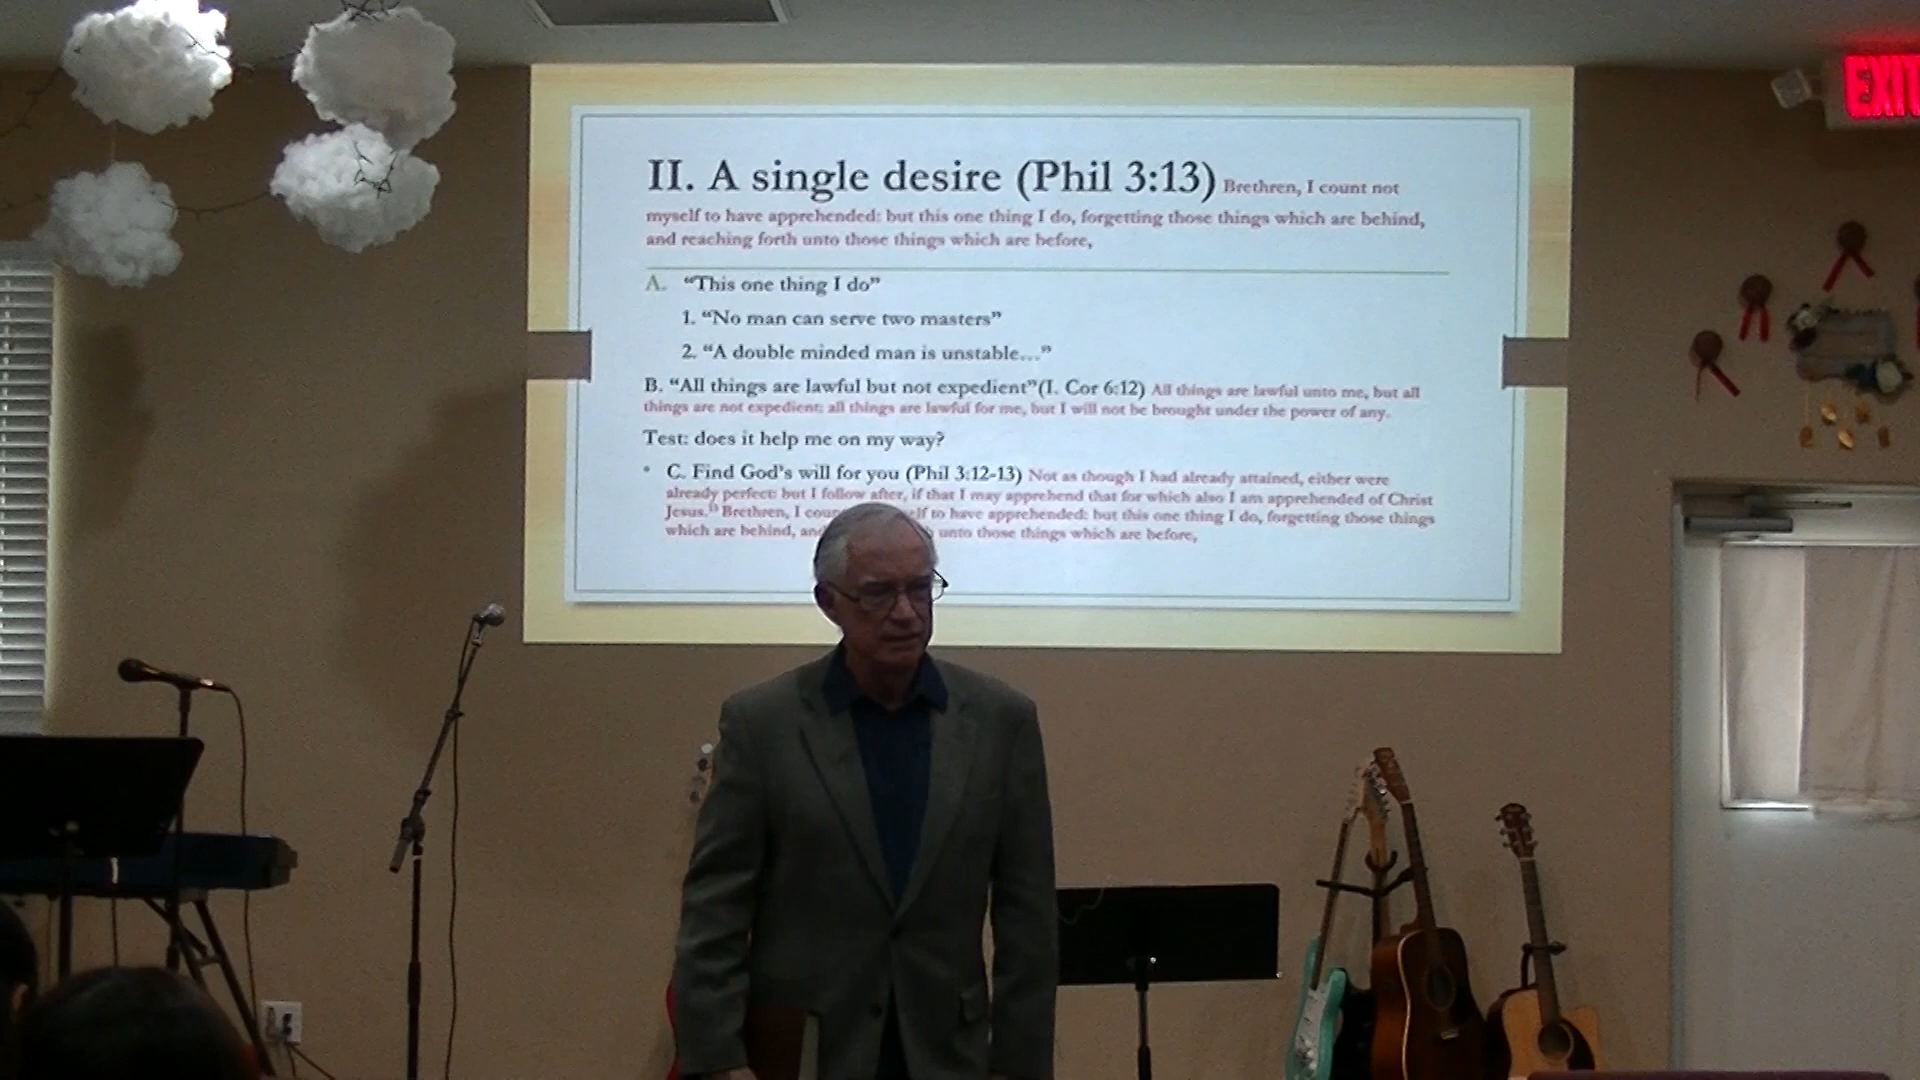 EXIT
II. A single desire (Phil 3:13) Brethren, I count not
myself to have apprehended: but this one thing I do, forgetting those things which are behind,
and reaching forth unto those things which are before,
A. “This one thing I do”
1. “No man can serve two masters”
2. “A double minded man is unstable…”
B. “All things are lawful but not expedient”(I. Cor 6:12) All things are lawful unto me, but all
things are not expedient: all things are lawful for me, but I will not be brought under the power of any.
Test: does it help me on my way?
• C. Find God's will for you (Phil 3:12-13) Not as though I had already attained, either were
already perfect: but I follow after, if that I may apprehend that for which also I am apprehended of Christ
Jesus. 13 Brethren, I to have apprehended: but this one thing I do, forgetting those things
which are behind, unto those things which are before,